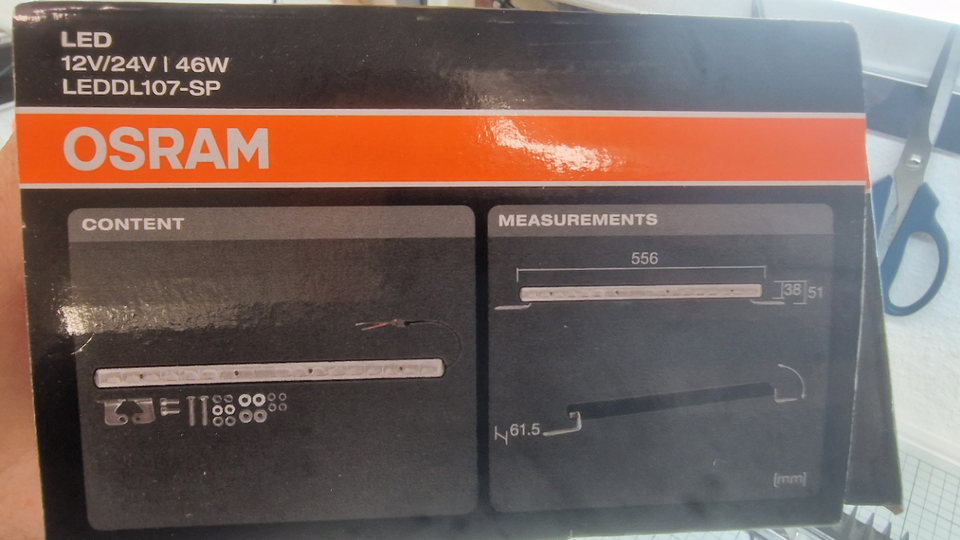 LED
12V/24V | 46W
LEDDL107-SP
OSRAM
CONTENT
MEASUREMENTS
556
38
51
61.5
[mm]